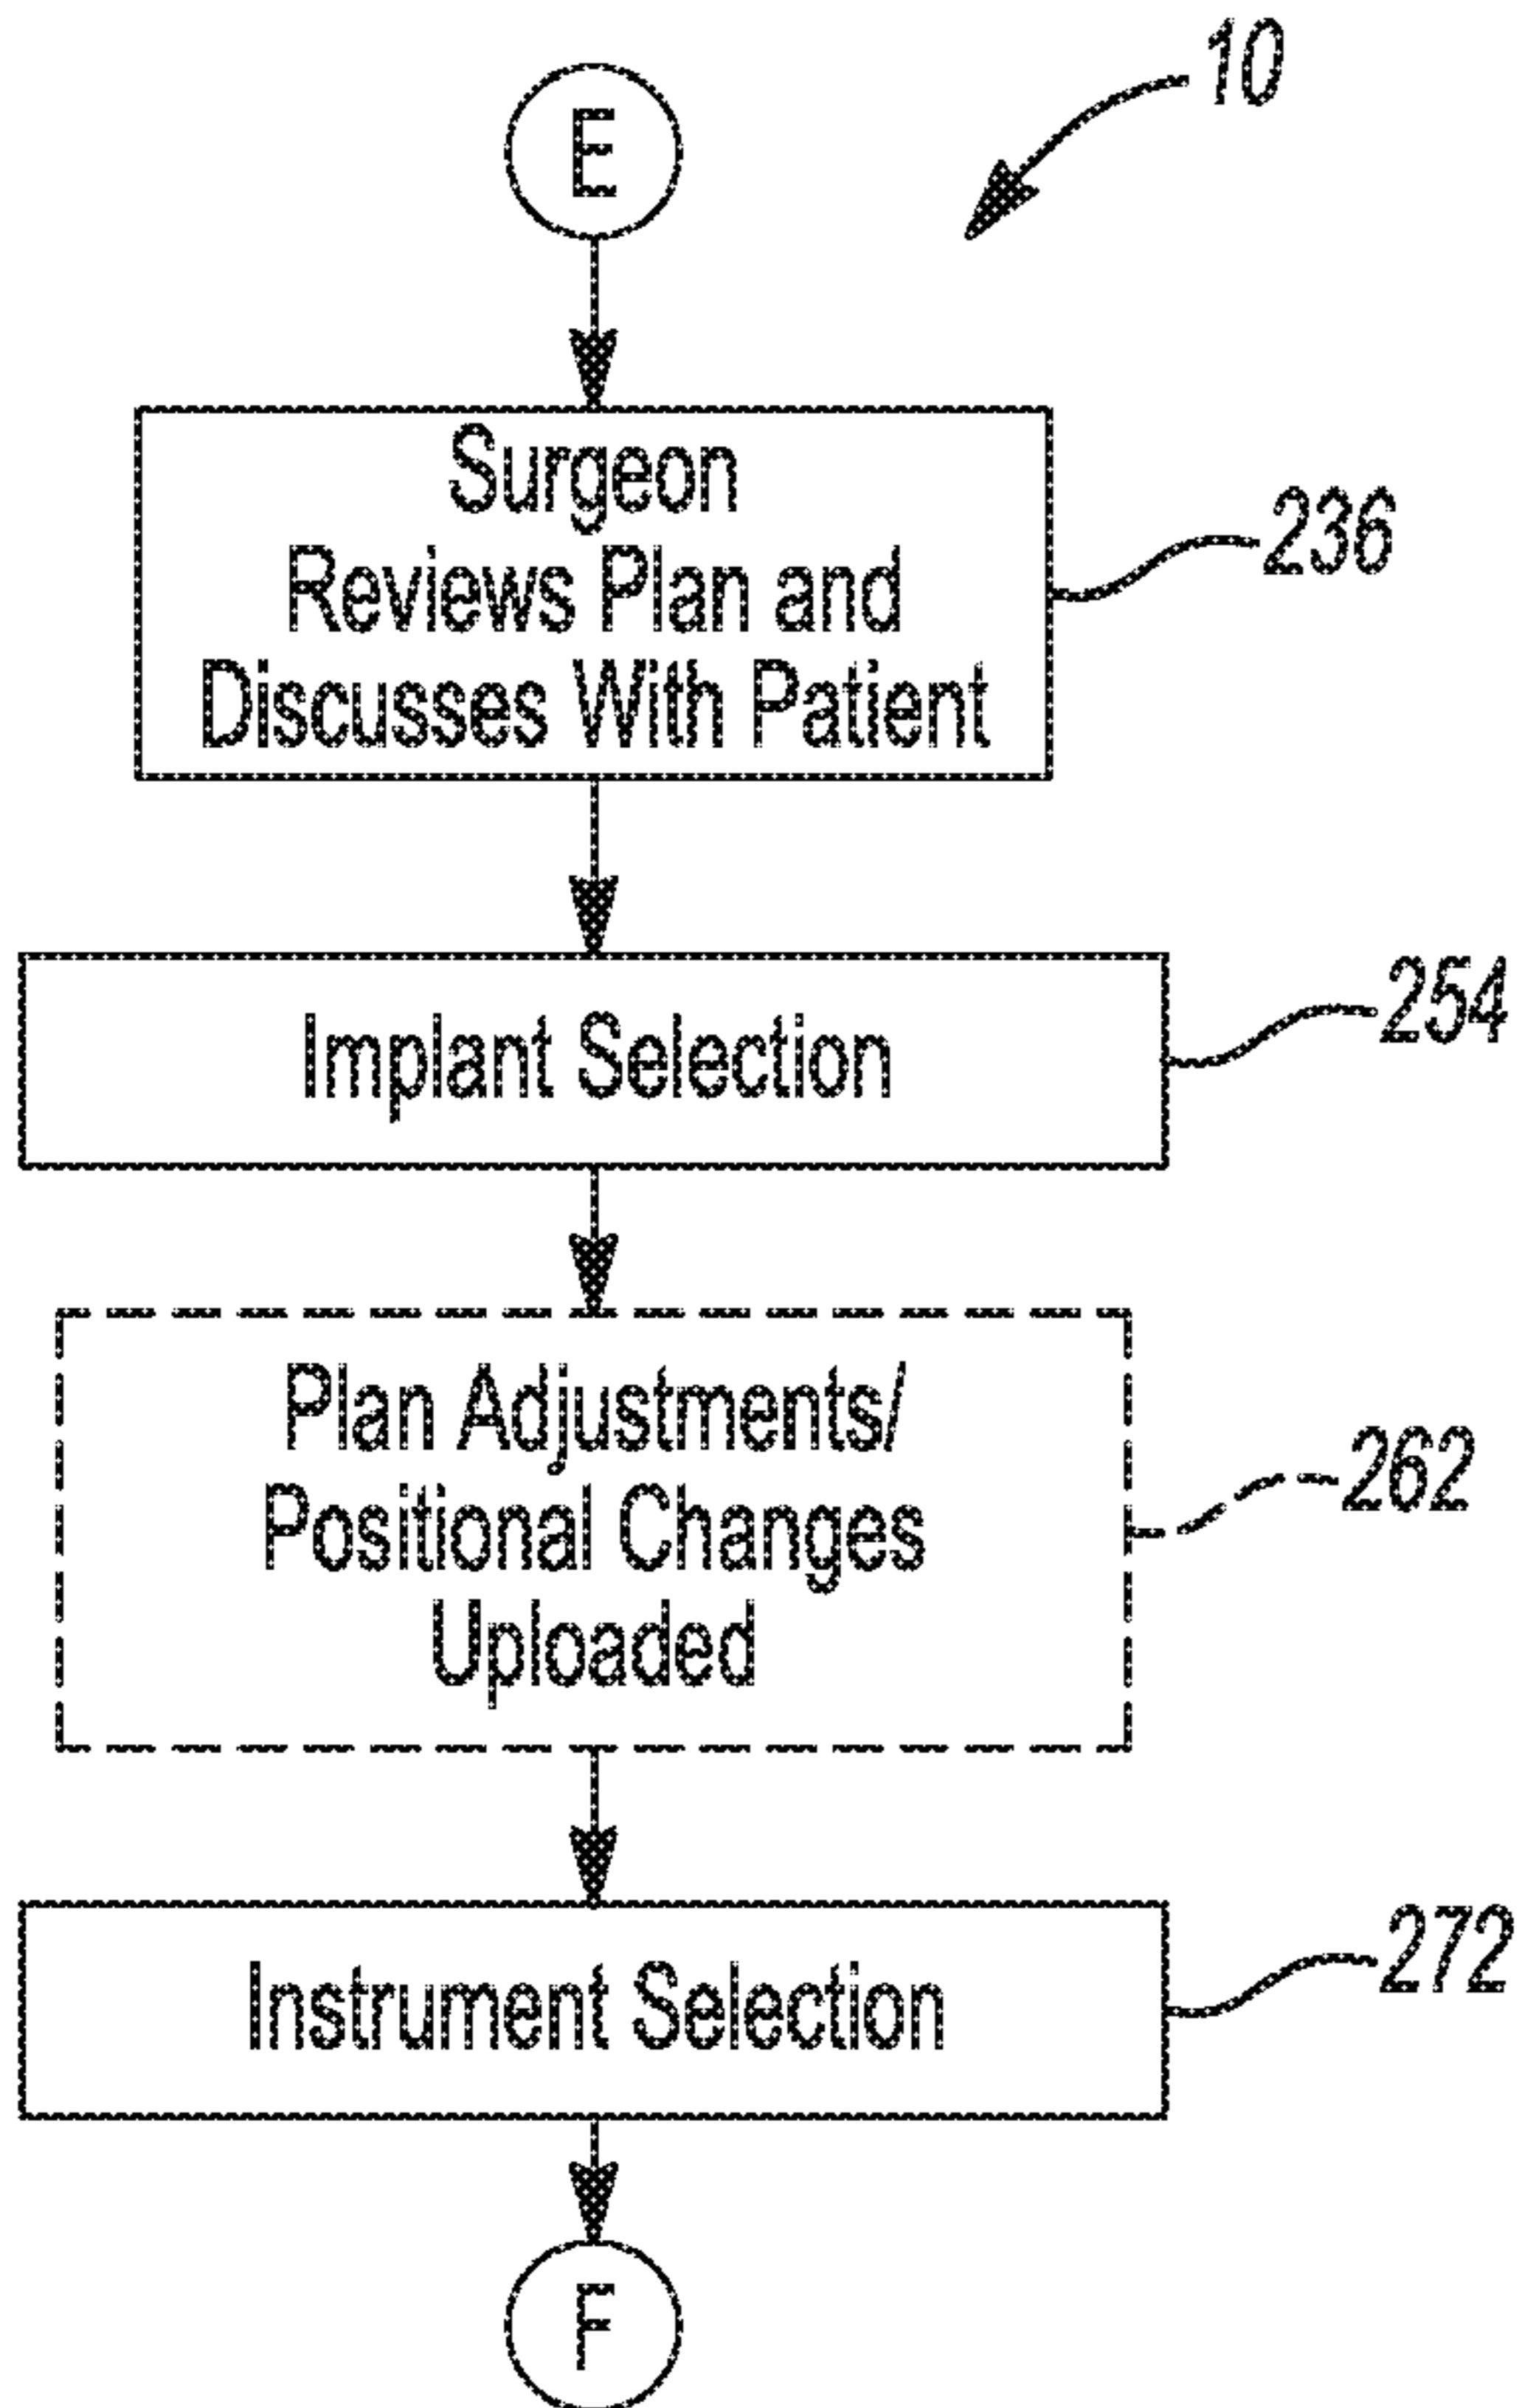 10
E
Surgeon
Reviews Plan and
Discusses With Patient
236
Implant Selection
254
Plan Adjustments/
Positional Changes
Uploaded
262
Instrument Selection
272
F